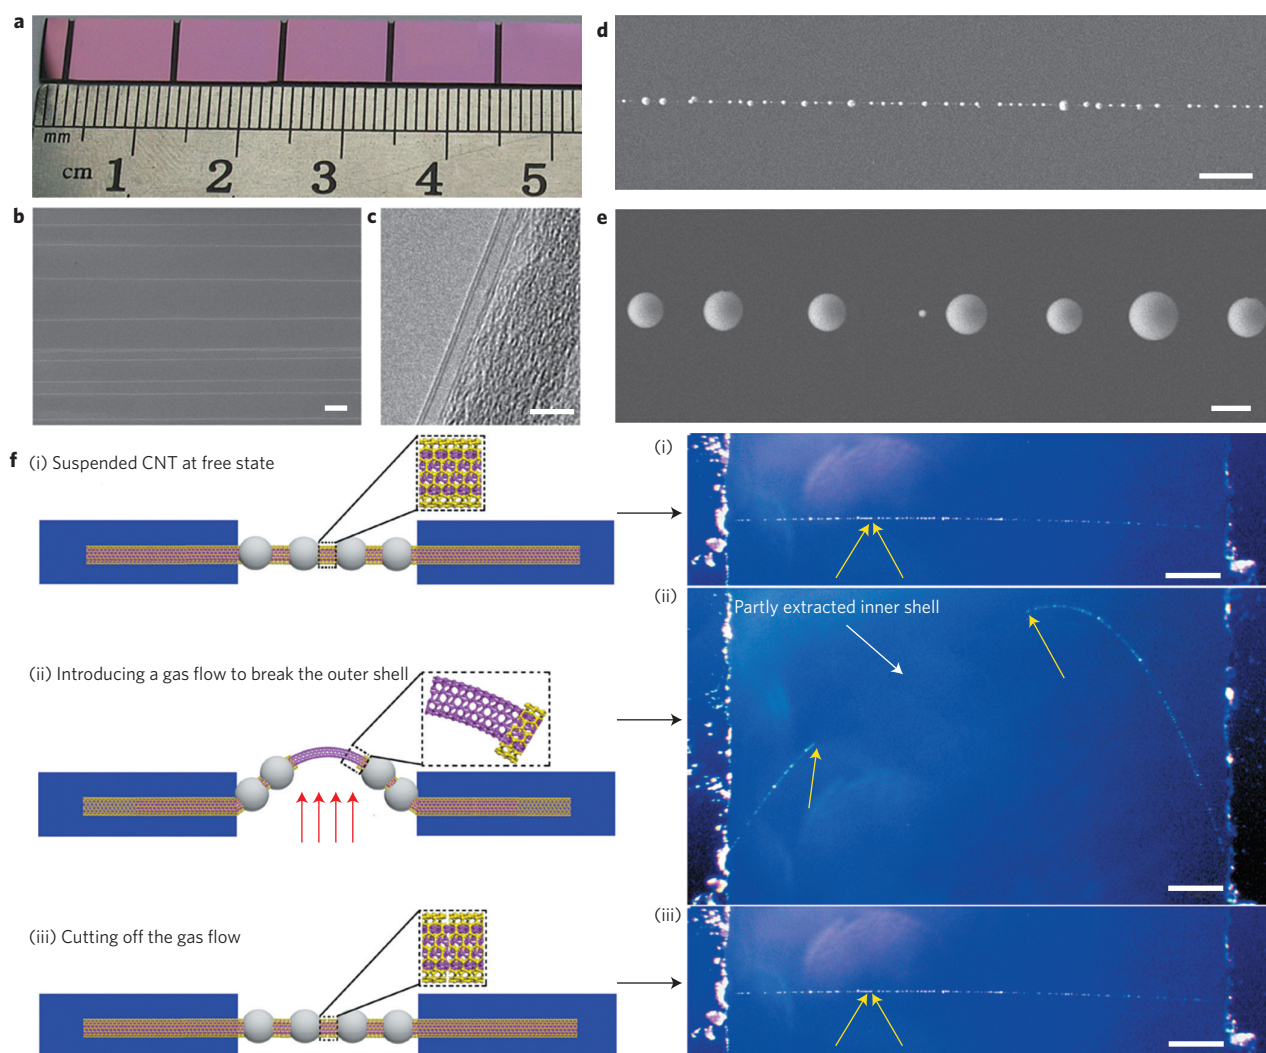 a
mm
cm 1 2 3 4 5
b
c
d
e
f
(i) Suspended CNT at free state
(i)
(ii) Introducing a gas flow to break the outer shell
(ii)
Partly extracted inner shell
(iii) Cutting off the gas flow
(iii)